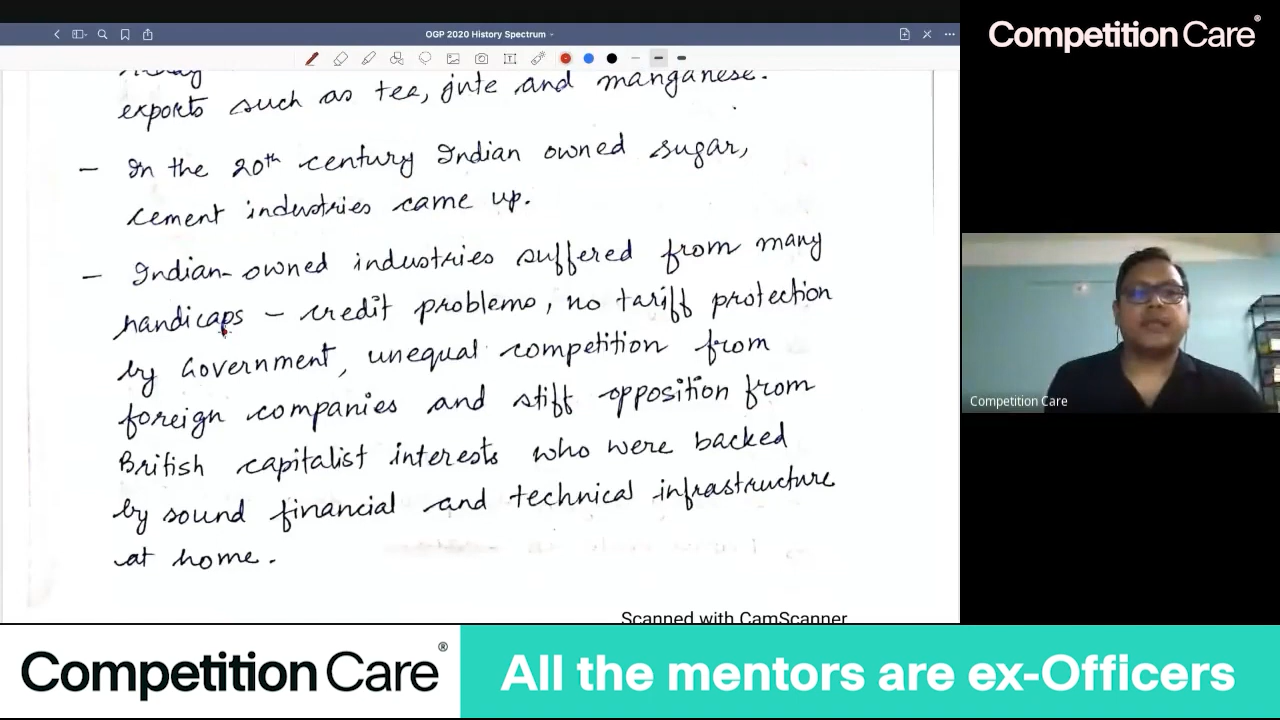 Competition Care®
OGP 2020 History Spectrum
exports such as tea, jute and manganese.
– In the 20th century Indian owned sugar,
cement industries came up.
– Indian-owned industries suffered from many
handicaps – credit problems, no tariff protection
by Government, unequal competition from
foreign companies and stiff opposition from
British capitalist interests who were backed
by sound financial and technical infrastructure
at home.
Scanned with CamScanner
Competition Care
Competition Care®
All the mentors are ex-Officers